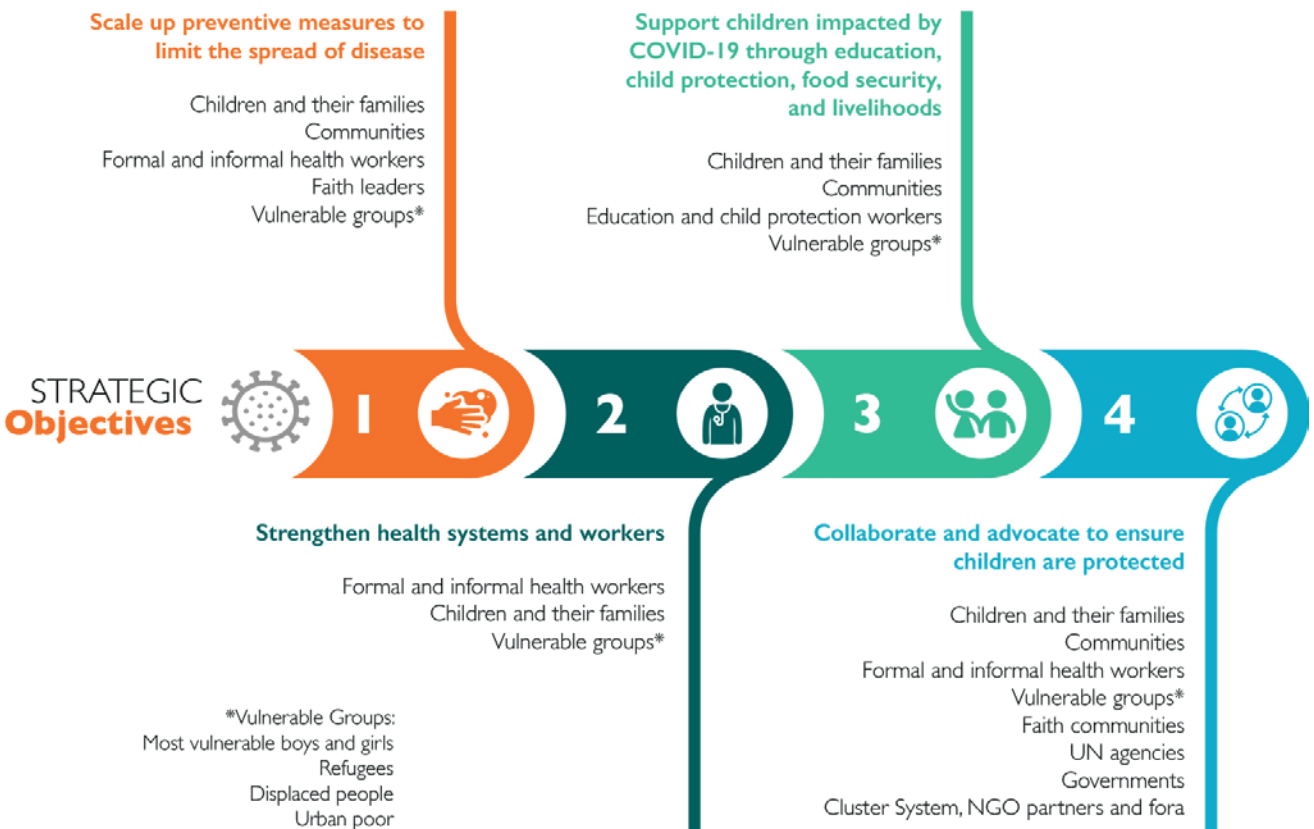 Scale up preventive measures to
limit the spread of disease
Children and their families
Communities
Formal and informal health workers
Faith leaders
Vulnerable groups*
Support children impacted by
COVID-19 through education,
child protection, food security,
and livelihoods
Children and their families
Communities
Education and child protection workers
Vulnerable groups*
STRATEGIC
Objectives
1
2
3
4
Strengthen health systems and workers
Formal and informal health workers
Children and their families
Vulnerable groups*
*Vulnerable Groups:
Most vulnerable boys and girls
Refugees
Displaced people
Urban poor
Collaborate and advocate to ensure
children are protected
Children and their families
Communities
Formal and informal health workers
Vulnerable groups*
Faith communities
UN agencies
Governments
Cluster System, NGO partners and fora